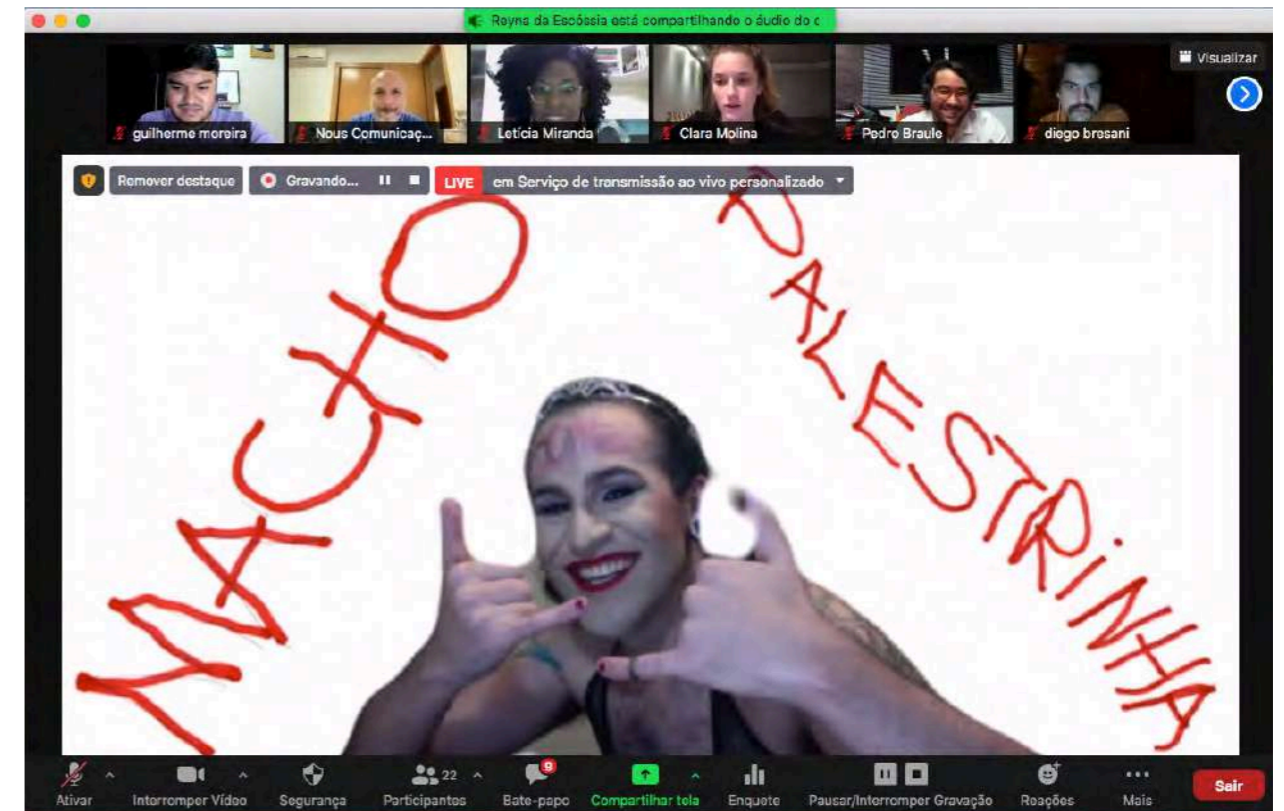 Reyna da Escóssia está compartilhando o áudio do c
Visualizar
guilherme moreira
Nous Comunicaç...
Letícia Miranda
Clara Molina
Pedro Braule
diego bresani
Remover destaque
Gravando...
LIVE em Serviço de transmissão ao vivo personalizado
MACHO
PALESTRiNHA
Ativar
Interromper Vídeo
Segurança
22
Participantes
9
Bate-papo
Compartilhar tela
Enquete
Pausar/Interromper Gravação
Reações
Mais
Sair